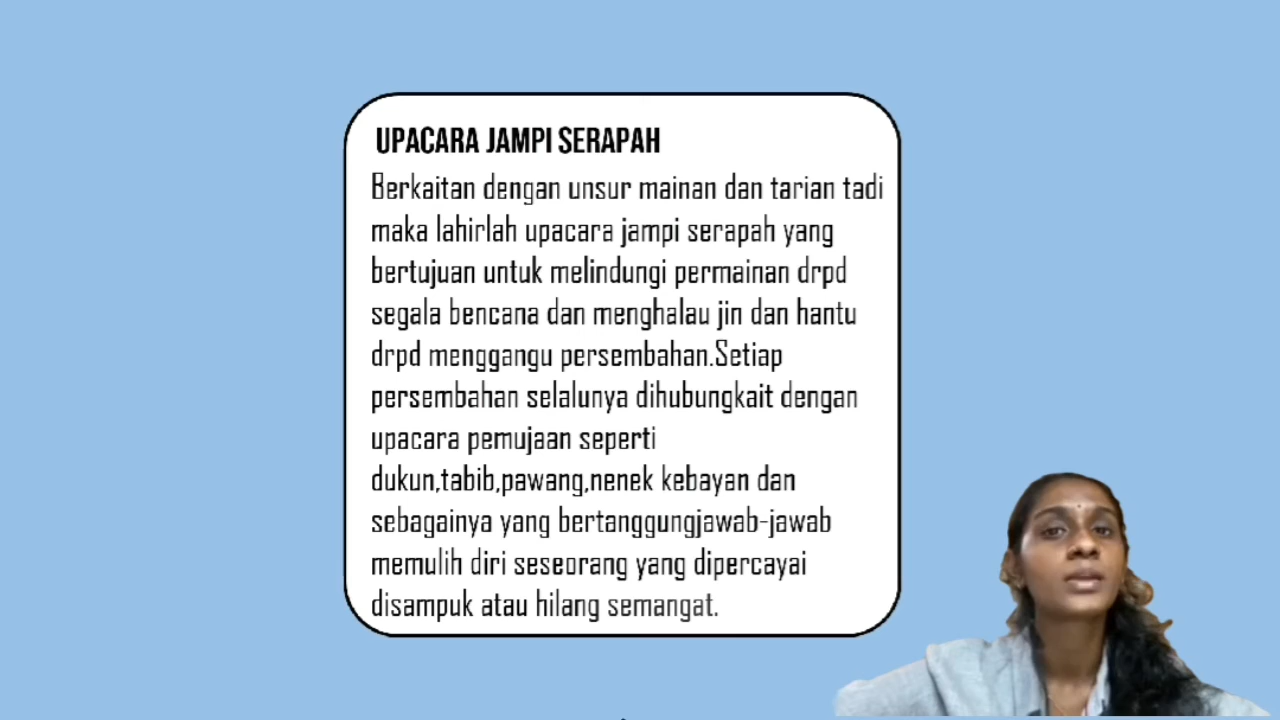 UPACARA JAMPI SERAPAH
Berkaitan dengan unsur mainan dan tarian tadi
maka lahirlah upacara jampi serapah yang
bertujuan untuk melindungi permainan drpd
segala bencana dan menghalau jin dan hantu
drpd menggangu persembahan.Setiap
persembahan selalunya dihubungkait dengan
upacara pemujaan seperti
dukun,tabib,pawang,nenek kebayan dan
sebagainya yang bertanggungjawab-jawab
memulih diri seseorang yang dipercayai
disampuk atau hilang semangat.